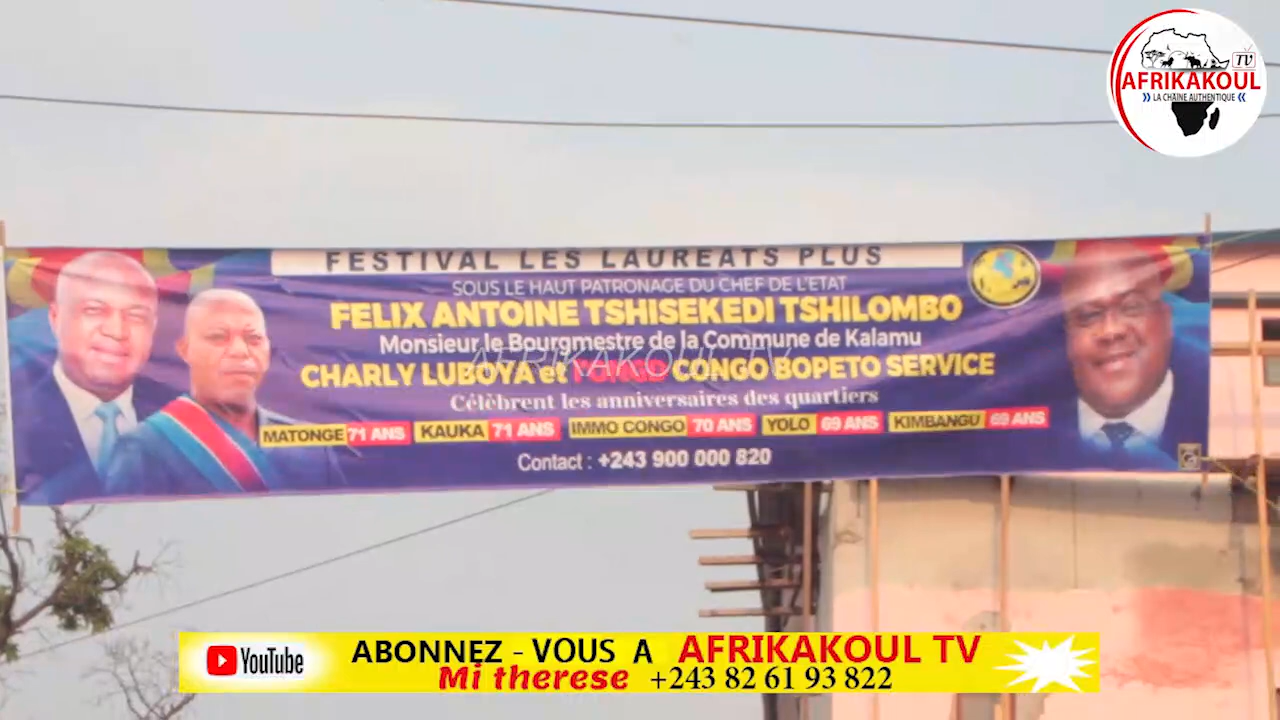 TV
AFRIKAKOUL
LA CHAÎNE AUTHENTIQUE
FESTIVAL LES LAUREATS PLUS
SOUS LE HAUT PATRONAGE DU CHEF DE L'ETAT
FELIX ANTOINE TSHISEKEDI TSHILOMBO
Monsieur le Bourgmestre de la Commune de Kalamu
AFRIKAKOUL TV
CHARLY LUBOYA et CONGO BOPETO SERVICE
Célèbrent les anniversaires des quartiers
MATONGE 71 ANS KAUKA 71 ANS IMMO CONGO 70 ANS YOLO 69 ANS KIMBANGU 69 ANS
Contact : +243 900 000 820
YouTube ABONNEZ - VOUS A AFRIKAKOUL TV
Mi therese +243 82 61 93 822